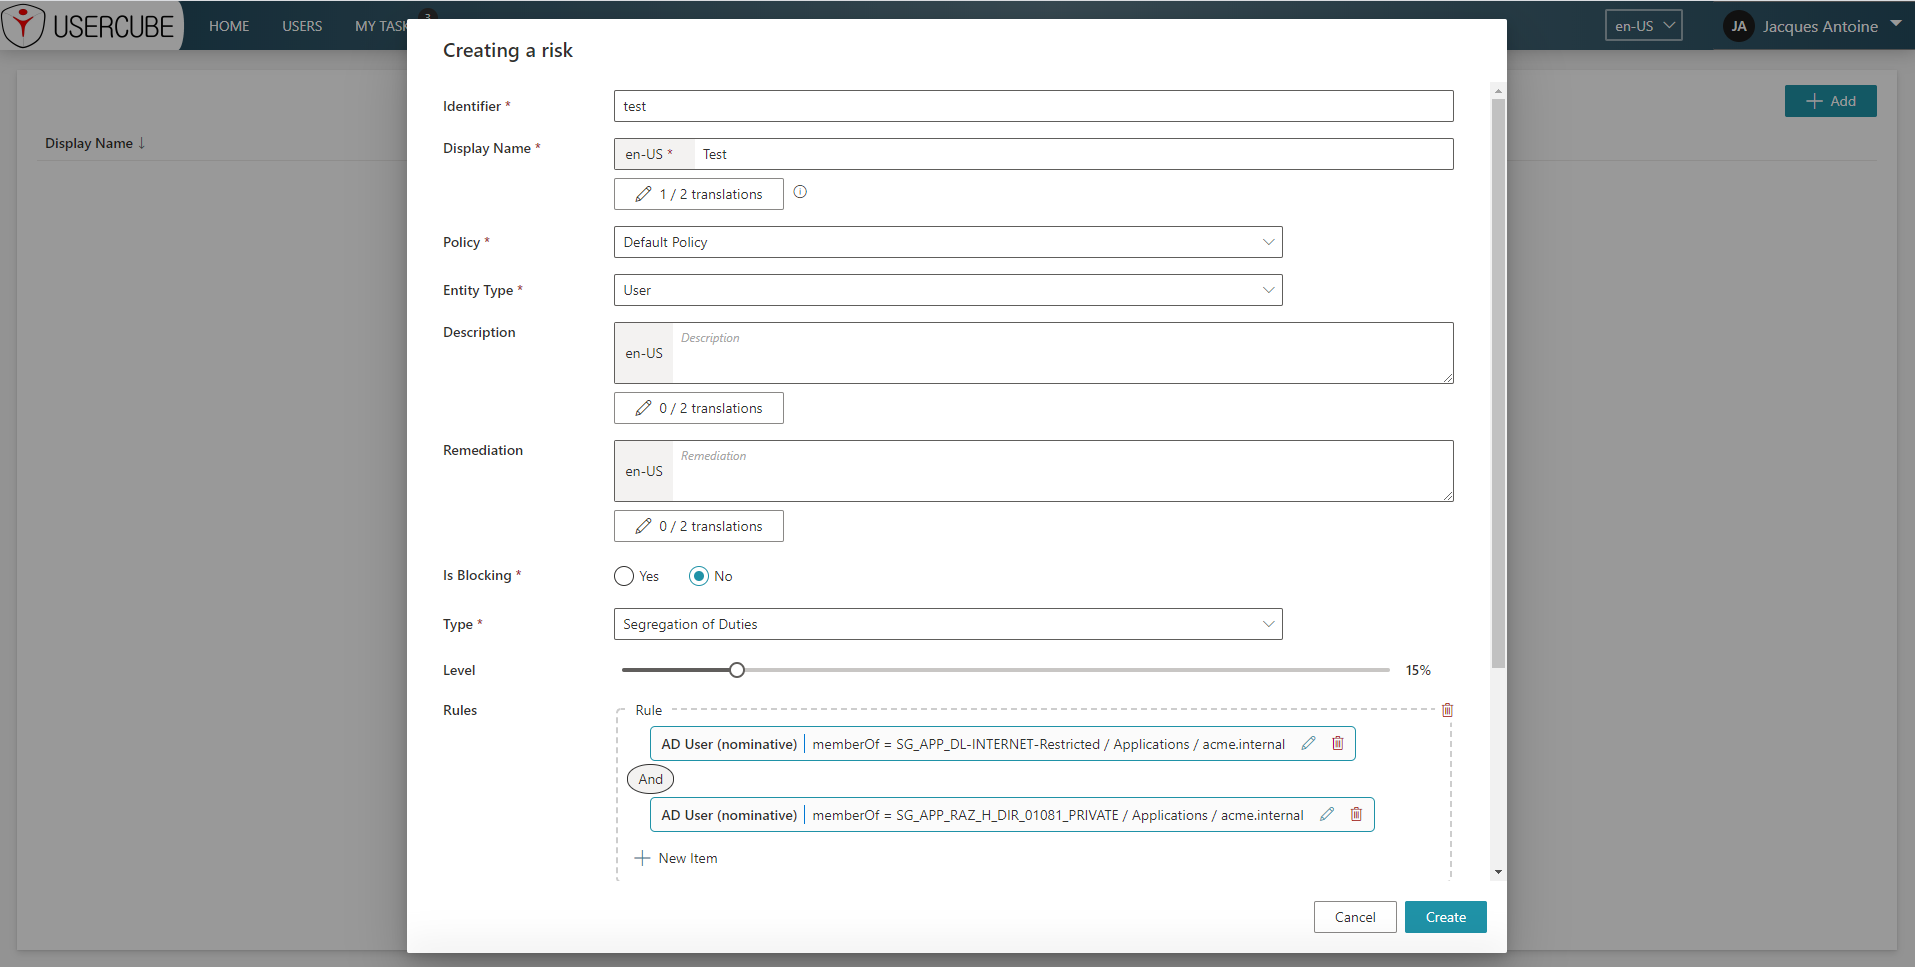 USERCUBE HOME USERS MY TASK 3 en-US JA Jacques Antoine
Creating a risk
+ Add
Display Name ↓
Identifier * test
Display Name * en-US * Test
1 / 2 translations
Policy * Default Policy
Entity Type * User
Description en-US Description
0 / 2 translations
Remediation en-US Remediation
0 / 2 translations
Is Blocking * Yes No
Type * Segregation of Duties
Level 15%
Rules Rule
AD User (nominative) memberOf = SG_APP_DL-INTERNET-Restricted / Applications / acme.internal
And
AD User (nominative) memberOf = SG_APP_RAZ_H_DIR_01081_PRIVATE / Applications / acme.internal
+ New Item
Cancel Create